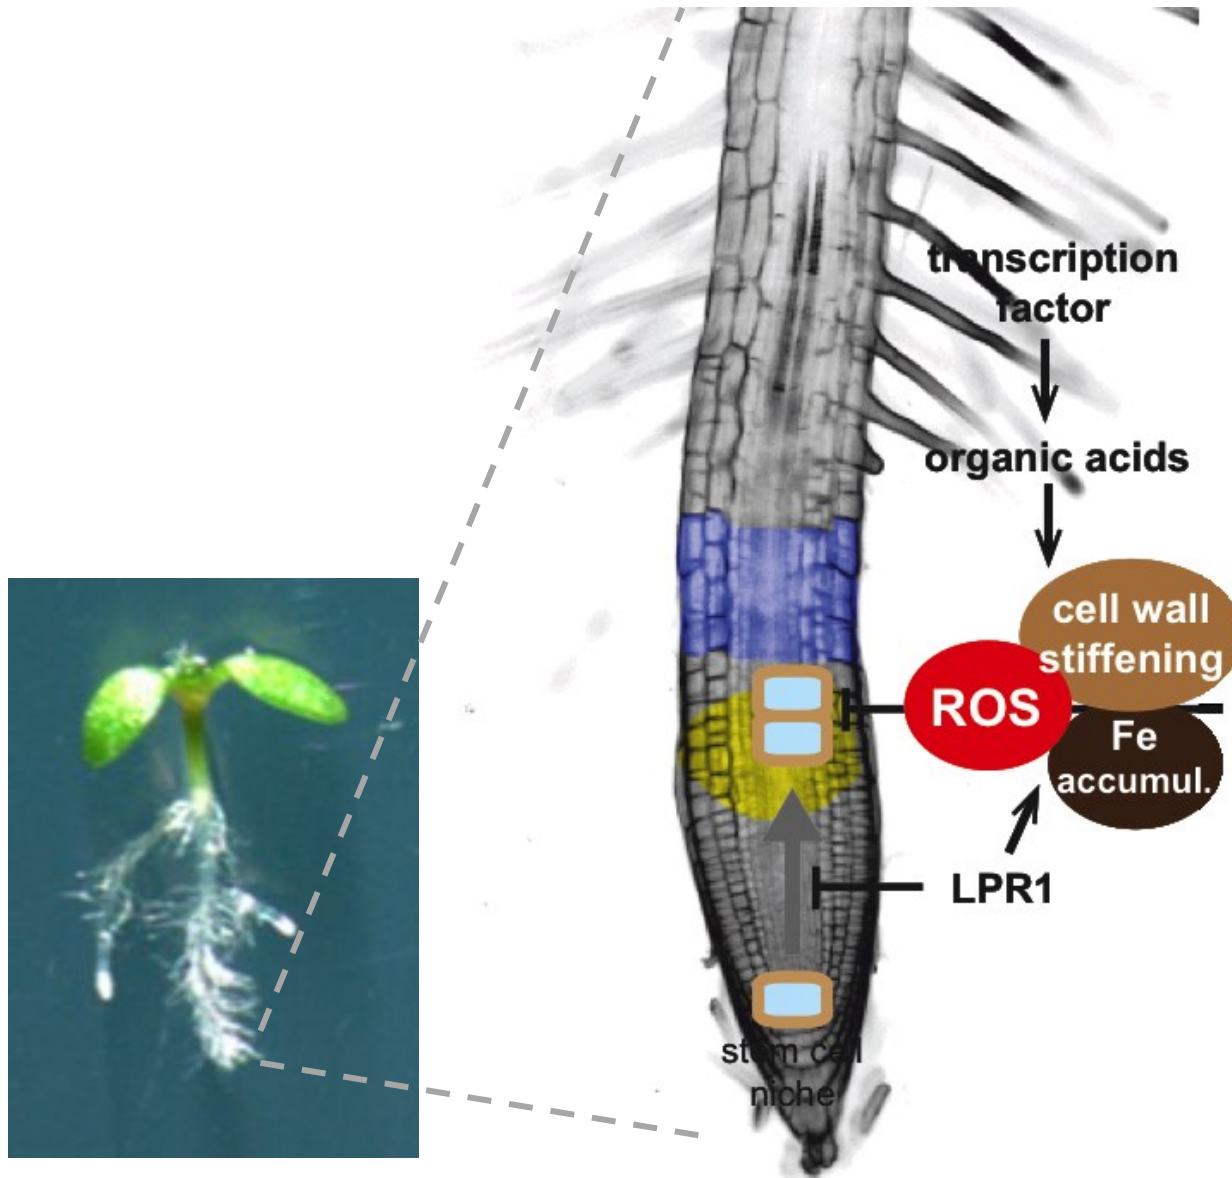 transcription
factor
organic acids
cell wall
stiffening
ROS
Fe
accumul.
LPR1
stem cell
niche